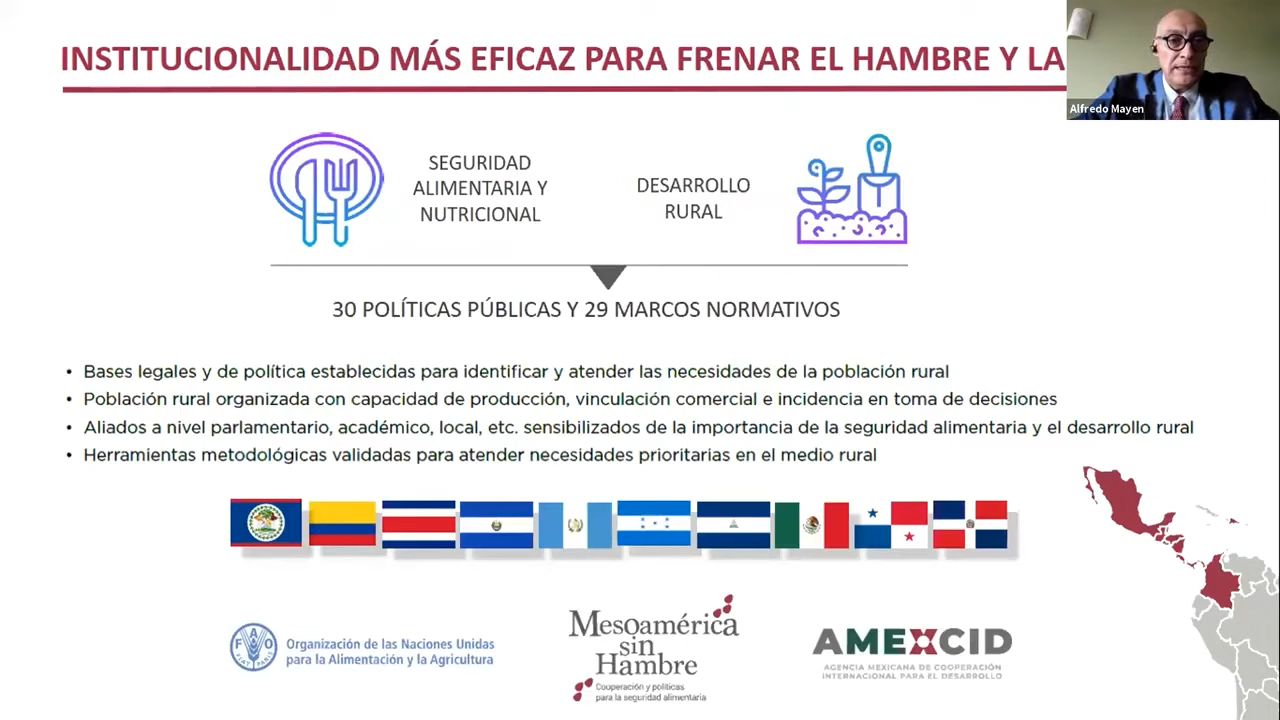 INSTITUCIONALIDAD MÁS EFICAZ PARA FRENAR EL HAMBRE Y LA
Alfredo Mayen
SEGURIDAD
ALIMENTARIA Y
NUTRICIONAL
DESARROLLO
RURAL
30 POLÍTICAS PÚBLICAS Y 29 MARCOS NORMATIVOS
• Bases legales y de política establecidas para identificar y atender las necesidades de la población rural
• Población rural organizada con capacidad de producción, vinculación comercial e incidencia en toma de decisiones
• Aliados a nivel parlamentario, académico, local, etc. sensibilizados de la importancia de la seguridad alimentaria y el desarrollo rural
• Herramientas metodológicas validadas para atender necesidades prioritarias en el medio rural
FAO
FIAT PANIS
Organización de las Naciones Unidas
para la Alimentación y la Agricultura
Mesoamérica
sin
Hambre
Cooperación y políticas
para la seguridad alimentaria
AMEXCID
AGENCIA MEXICANA DE COOPERACIÓN
INTERNACIONAL PARA EL DESARROLLO